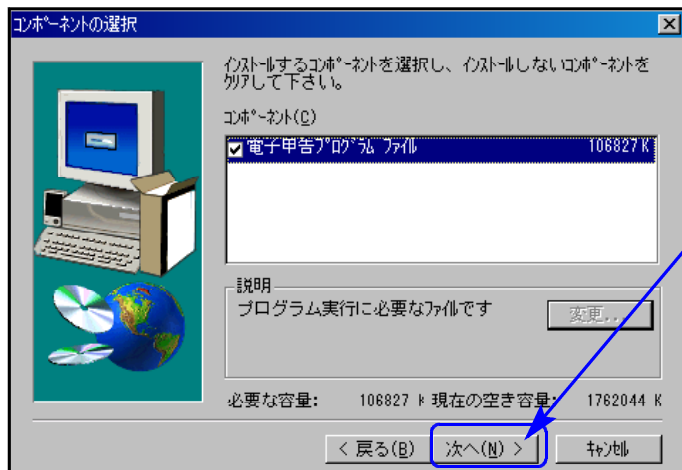 コンポーネントの選択
インストールするコンポーネントを選択し、インストールしないコンポーネントを
クリアして下さい。
コンポーネント(C)
電子申告プログラム ファイル 106827 K
説明
プログラム実行に必要なファイルです
変更...
必要な容量: 106827 K 現在の空き容量: 1762044 K
< 戻る(B) 次へ(N) > キャンセル